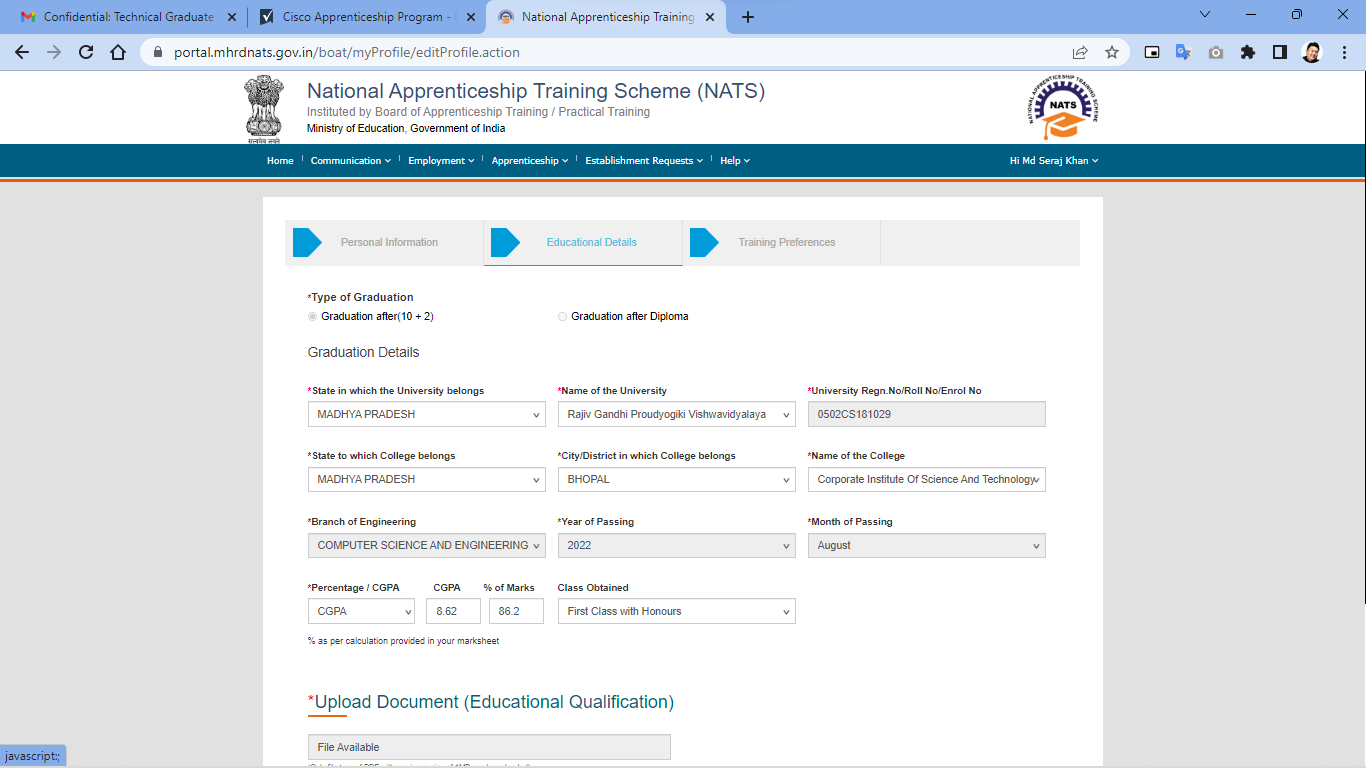 Confidential: Technical Graduate
Cisco Apprenticeship Program -
National Apprenticeship Training
portal.mhrdnats.gov.in/boat/myProfile/editProfile.action
National Apprenticeship Training Scheme (NATS)
Instituted by Board of Apprenticeship Training / Practical Training
Ministry of Education, Government of India
सत्यमेव जयते
NATIONAL APPRENTICESHIP TRAINING SCHEME
NATS
Home Communication Employment Apprenticeship Establishment Requests Help Hi Md Seraj Khan
Personal Information Educational Details Training Preferences
*Type of Graduation
Graduation after(10 + 2) Graduation after Diploma
Graduation Details
*State in which the University belongs *Name of the University *University Regn.No/Roll No/Enrol No
MADHYA PRADESH Rajiv Gandhi Proudyogiki Vishwavidyalaya 0502CS181029
*State to which College belongs *City/District in which College belongs *Name of the College
MADHYA PRADESH BHOPAL Corporate Institute Of Science And Technology
*Branch of Engineering *Year of Passing *Month of Passing
COMPUTER SCIENCE AND ENGINEERING 2022 August
*Percentage / CGPA CGPA % of Marks Class Obtained
CGPA 8.62 86.2 First Class with Honours
% as per calculation provided in your marksheet
*Upload Document (Educational Qualification)
File Available
javascript:;